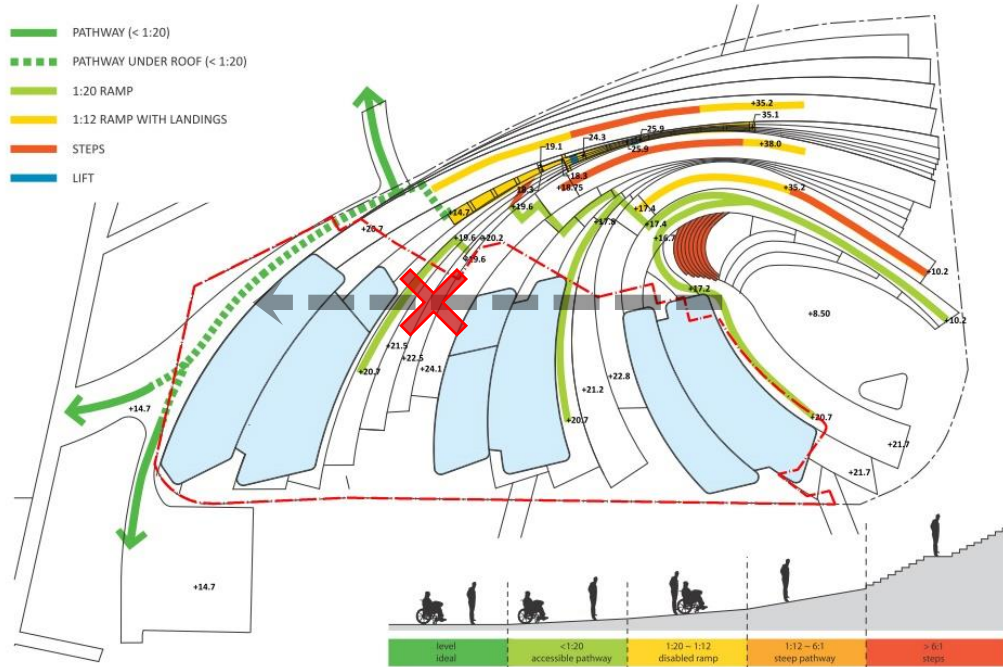 PATHWAY (< 1:20)
PATHWAY UNDER ROOF (< 1:20)
1:20 RAMP
1:12 RAMP WITH LANDINGS
STEPS
LIFT
+35.2
35.1
25.9
24.3
19.1
25.9
+38.0
18.3
18.3
+18.75
+35.2
+14.7
+19.6
+17.4
+17.8
+17.4
+20.7
+19.6
+20.2
+19.6
+16.7
+10.2
+17.2
+8.50
+10.2
+21.5
+22.5
+20.7
+24.1
+22.8
+21.2
+14.7
+20.7
+20.7
+21.7
+21.7
+14.7
level
ideal
<1:20
accessible pathway
1:20 ~ 1:12
disabled ramp
1:12 ~ 6:1
steep pathway
> 6:1
steps